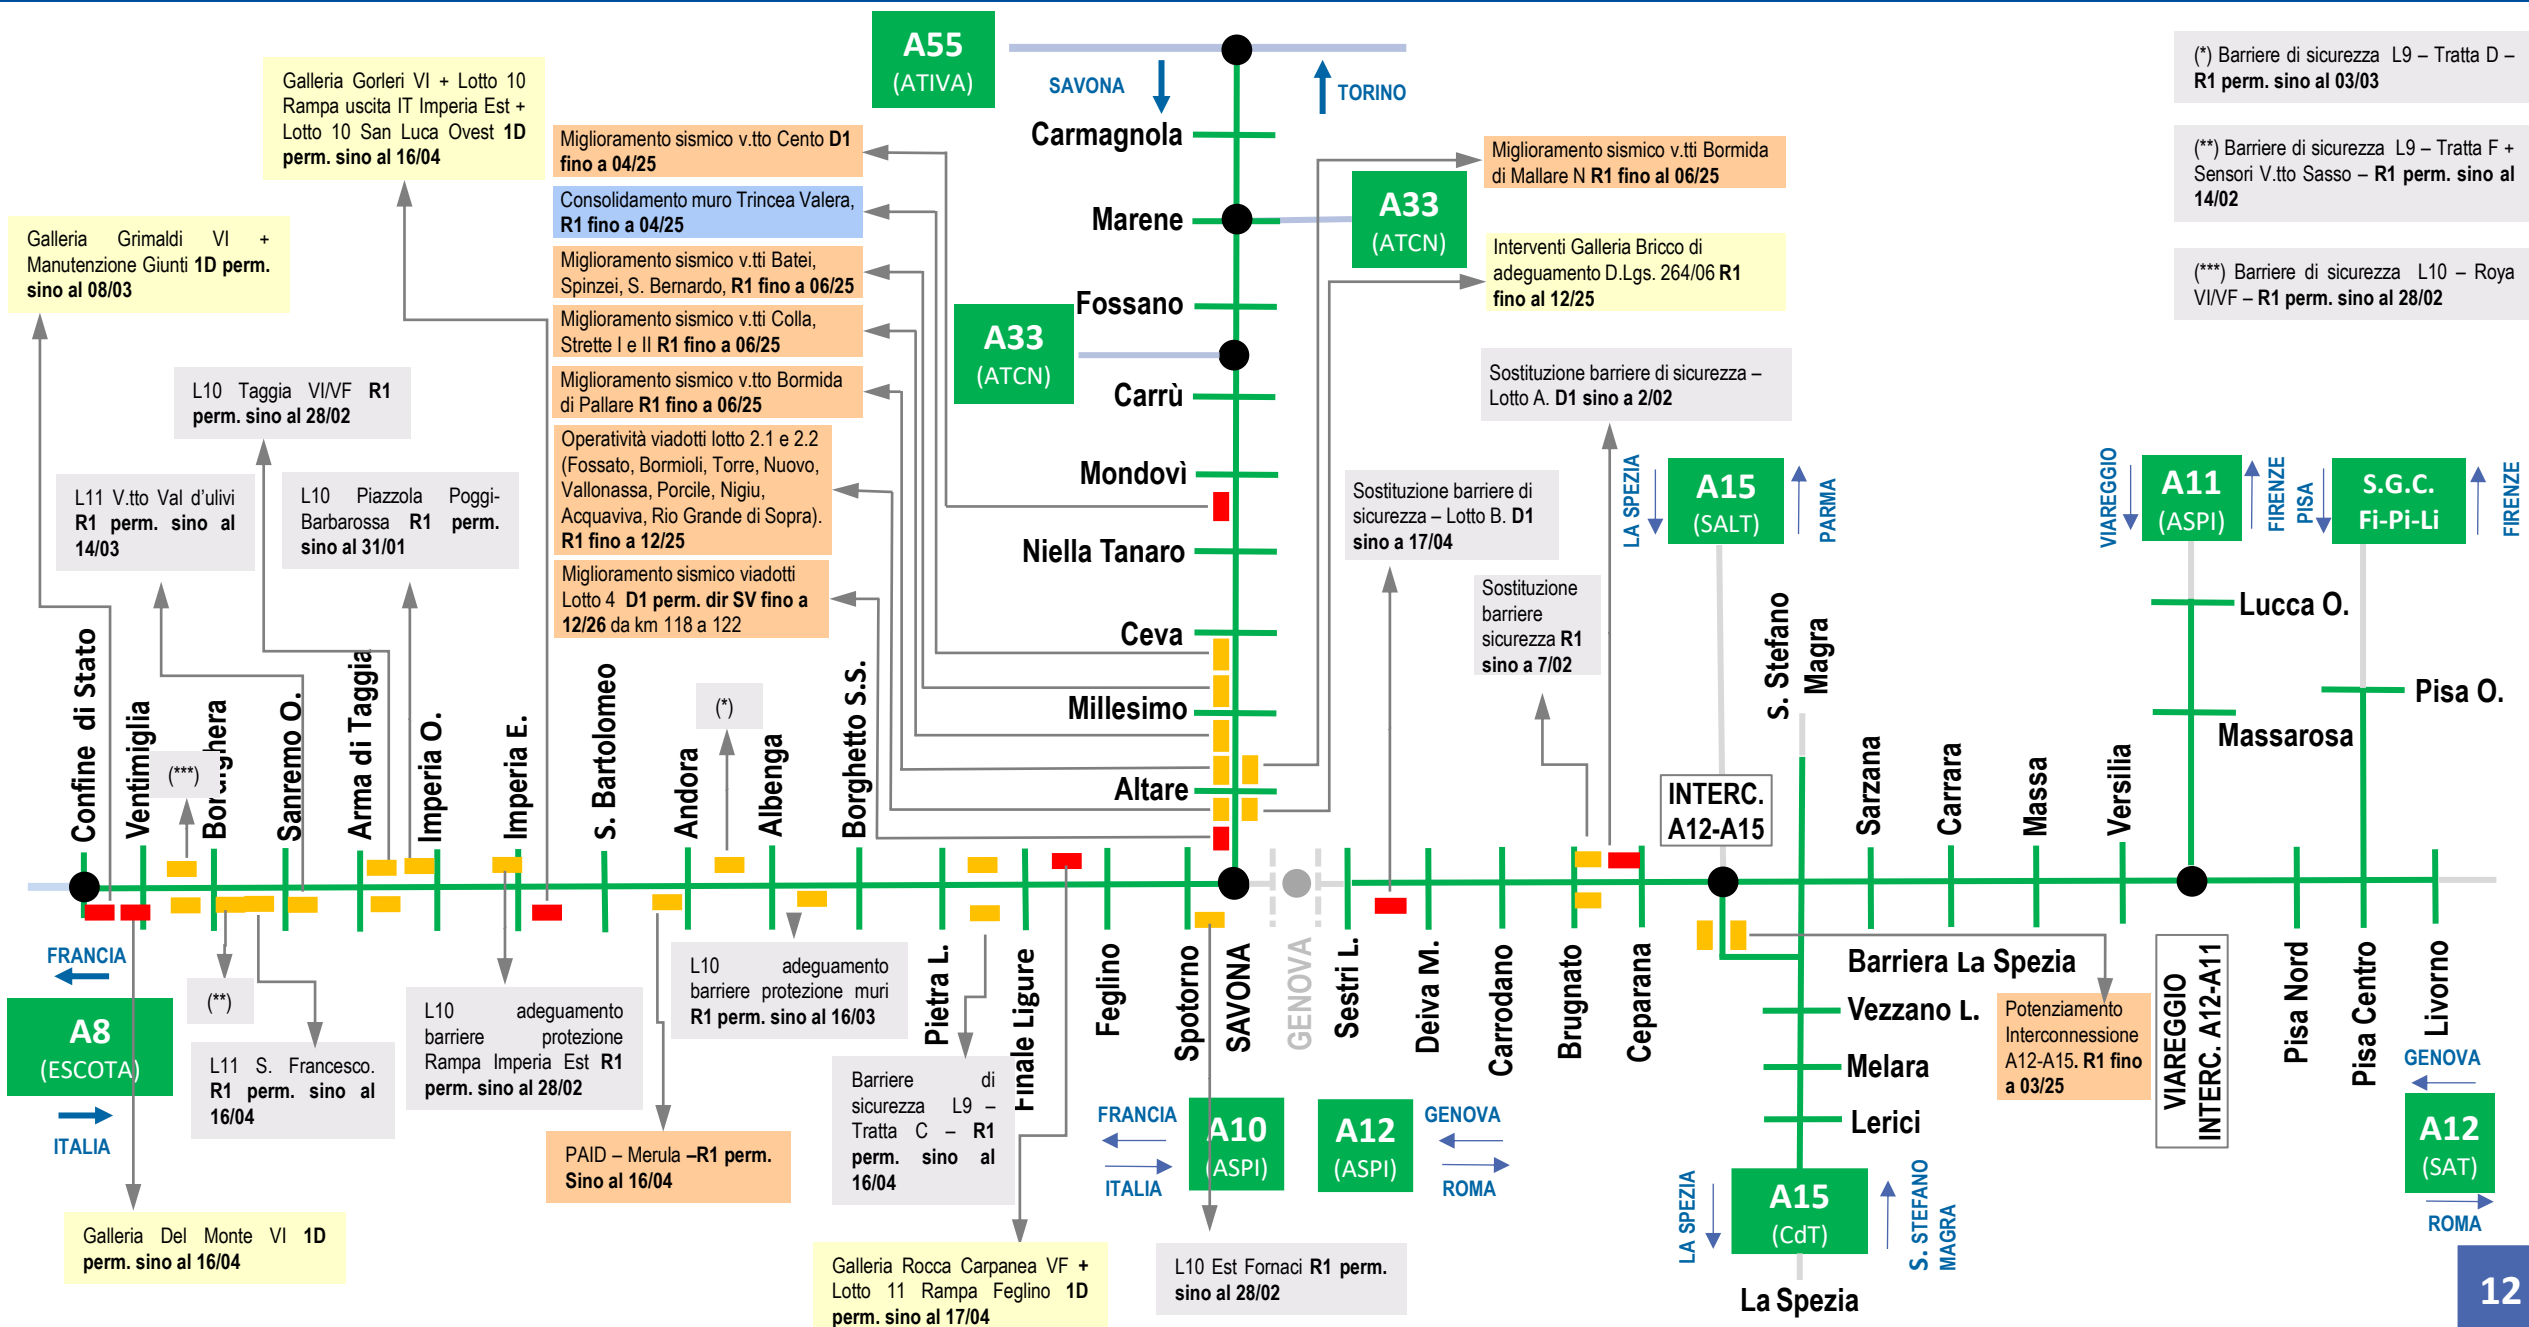 A55
(ATIVA)
SAVONA
TORINO
(*) Barriere di sicurezza L9 – Tratta D –
R1 perm. sino al 03/03
(**) Barriere di sicurezza L9 – Tratta F +
Sensori V.tto Sasso – R1 perm. sino al
14/02
(***) Barriere di sicurezza L10 – Roya
VI/VF – R1 perm. sino al 28/02
Galleria Gorleri VI + Lotto 10
Rampa uscita IT Imperia Est +
Lotto 10 San Luca Ovest 1D
perm. sino al 16/04
Galleria Grimaldi VI +
Manutenzione Giunti 1D perm.
sino al 08/03
L10 Taggia VI/VF R1
perm. sino al 28/02
L11 V.tto Val d'ulivi
R1 perm. sino al
14/03
L10 Piazzola Poggi-
Barbarossa R1 perm.
sino al 31/01
Miglioramento sismico v.tto Cento D1
fino a 04/25
Consolidamento muro Trincea Valera,
R1 fino a 04/25
Miglioramento sismico v.tti Batei,
Spinzei, S. Bernardo, R1 fino a 06/25
Miglioramento sismico v.tti Colla,
Strette I e II R1 fino a 06/25
Miglioramento sismico v.tto Bormida
di Pallare R1 fino a 06/25
Operatività viadotti lotto 2.1 e 2.2
(Fossato, Bormioli, Torre, Nuovo,
Vallonassa, Porcile, Nigiu,
Acquaviva, Rio Grande di Sopra).
R1 fino a 12/25
Miglioramento sismico viadotti
Lotto 4 D1 perm. dir SV fino a
12/26 da km 118 a 122
Carmagnola
Marene
Fossano
Carrù
Mondovì
Niella Tanaro
Ceva
Millesimo
Altare
A33
(ATCN)
A33
(ATCN)
Miglioramento sismico v.tti Bormida
di Mallare N R1 fino al 06/25
Interventi Galleria Bricco di
adeguamento D.Lgs. 264/06 R1
fino al 12/25
Sostituzione barriere di sicurezza –
Lotto A. D1 sino a 2/02
Sostituzione barriere di
sicurezza – Lotto B. D1
sino a 17/04
Sostituzione
barriere
sicurezza R1
sino a 7/02
LA SPEZIA
A15
(SALT)
PARMA
VIAREGGIO
A11
(ASPI)
FIRENZE
PISA
S.G.C.
Fi-Pi-Li
FIRENZE
Lucca O.
Massarosa
Pisa O.
Confine di Stato
Ventimiglia
(***)
Bordighera
Sanremo O.
Arma di Taggia
Imperia O.
Imperia E.
S. Bartolomeo
Andora
(*)
Albenga
Borghetto S.S.
Pietra L.
Finale Ligure
Feglino
Spotorno
SAVONA
GENOVA
Sestri L.
Deiva M.
Carrodano
Brugnato
Ceparana
INTERC.
A12-A15
S. Stefano
Magra
Sarzana
Carrara
Massa
Versilia
VIAREGGIO
INTERC. A12-A11
Pisa Nord
Pisa Centro
Livorno
Barriera La Spezia
Vezzano L.
Melara
Lerici
La Spezia
Potenziamento
Interconnessione
A12-A15. R1 fino
a 03/25
FRANCIA
A8
(ESCOTA)
ITALIA
(**)
L11 S. Francesco.
R1 perm. sino al
16/04
L10 adeguamento
barriere protezione
Rampa Imperia Est R1
perm. sino al 28/02
L10 adeguamento
barriere protezione muri
R1 perm. sino al 16/03
Barriere di
sicurezza L9 –
Tratta C – R1
perm. sino al
16/04
PAID – Merula –R1 perm.
Sino al 16/04
Galleria Del Monte VI 1D
perm. sino al 16/04
Galleria Rocca Carpanea VF +
Lotto 11 Rampa Feglino 1D
perm. sino al 17/04
L10 Est Fornaci R1 perm.
sino al 28/02
FRANCIA
ITALIA
A10
(ASPI)
A12
(ASPI)
GENOVA
ROMA
LA SPEZIA
A15
(CdT)
S. STEFANO
MAGRA
GENOVA
A12
(SAT)
ROMA
12